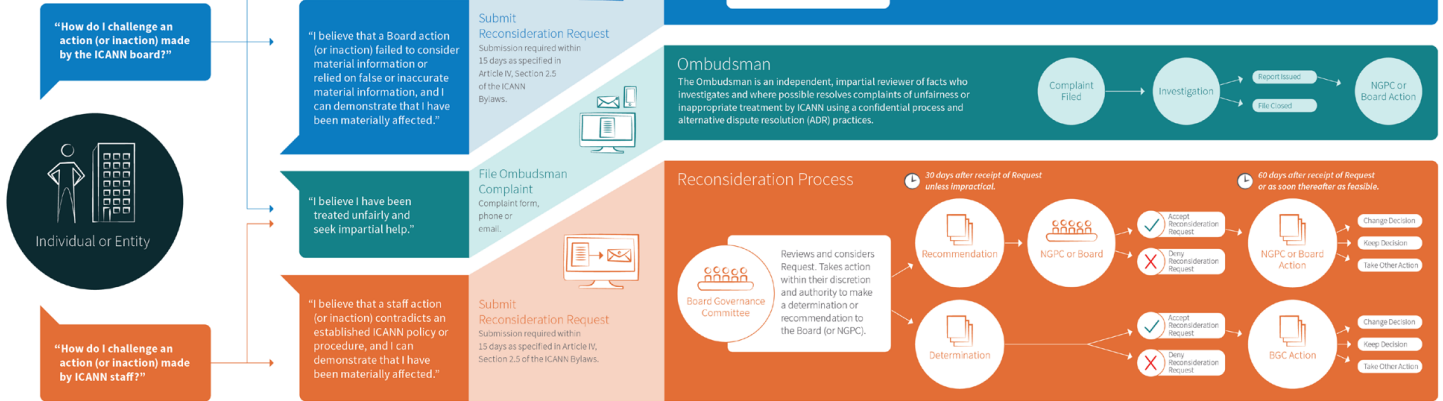 “How do I challenge an
action (or inaction) made
by the ICANN board?”
Individual or Entity
“How do I challenge an
action (or inaction) made
by ICANN staff?”
“I believe that a Board action
(or inaction) failed to consider
material information or
relied on false or inaccurate
material information, and I
can demonstrate that I have
been materially affected.”
Submit
Reconsideration Request
Submission required within
15 days as specified in
Article IV, Section 2.5
of the ICANN
Bylaws.
“I believe I have been
treated unfairly and
seek impartial help.”
File Ombudsman
Complaint
Complaint form,
phone or
email.
“I believe that a staff action
(or inaction) contradicts an
established ICANN policy or
procedure, and I can
demonstrate that I have
been materially affected.”
Submit
Reconsideration Request
Submission required within
15 days as specified in Article IV,
Section 2.5 of the ICANN Bylaws.
Ombudsman
The Ombudsman is an independent, impartial reviewer of facts who
investigates and where possible resolves complaints of unfairness or
inappropriate treatment by ICANN using a confidential process and
alternative dispute resolution (ADR) practices.
Complaint
Filed
Investigation
Report Issued
File Closed
NGPC or
Board Action
Reconsideration Process
30 days after receipt of Request
unless impractical.
60 days after receipt of Request
or as soon thereafter as feasible.
Board Governance
Committee
Reviews and considers
Request. Takes action
within their discretion
and authority to make
a determination or
recommendation to
the Board (or NGPC).
Recommendation
NGPC or Board
Accept
Reconsideration
Request
Deny
Reconsideration
Request
NGPC or Board
Action
Change Decision
Keep Decision
Take Other Action
Determination
Accept
Reconsideration
Request
Deny
Reconsideration
Request
BGC Action
Change Decision
Keep Decision
Take Other Action